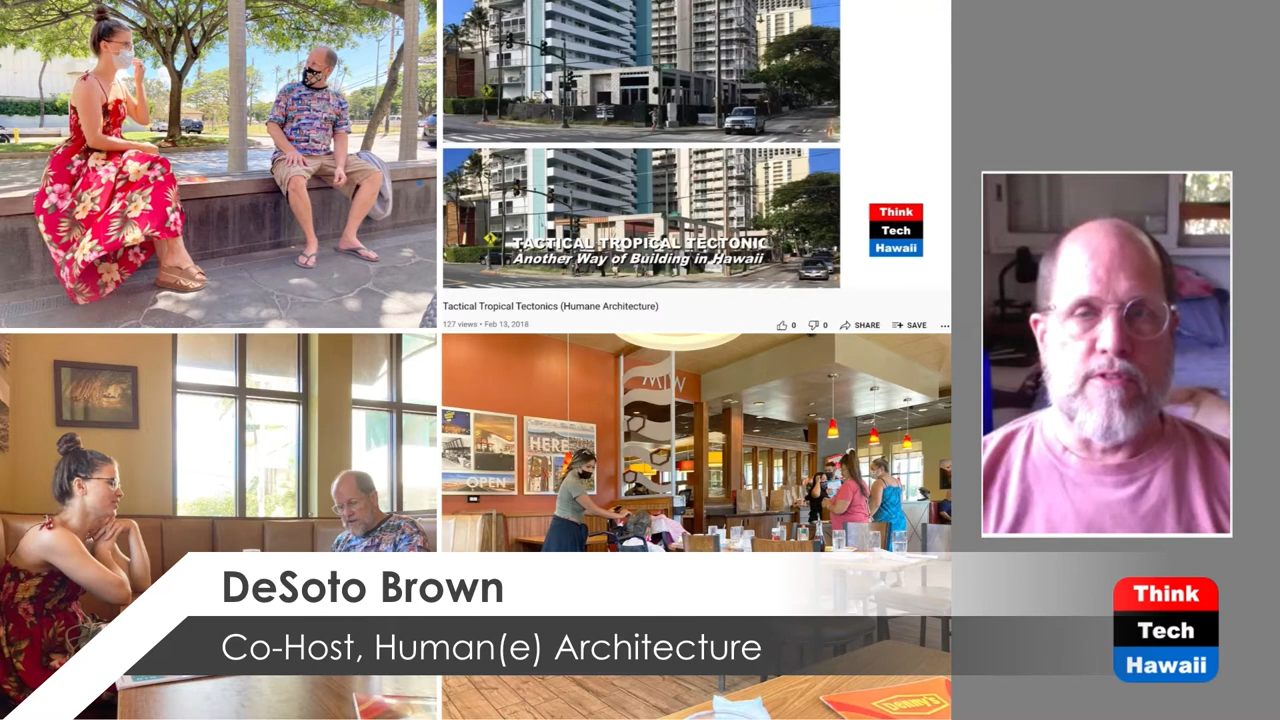 TACTICAL TROPICAL TECTONIC
Another Way of Building in Hawaii
Think
Tech
Hawaii
Tactical Tropical Tectonics (Humane Architecture)
127 views • Feb 13, 2018
0
0
SHARE
SAVE
...
HERE
OPEN
Denny's
DeSoto Brown
Co-Host, Human(e) Architecture
Think
Tech
Hawaii